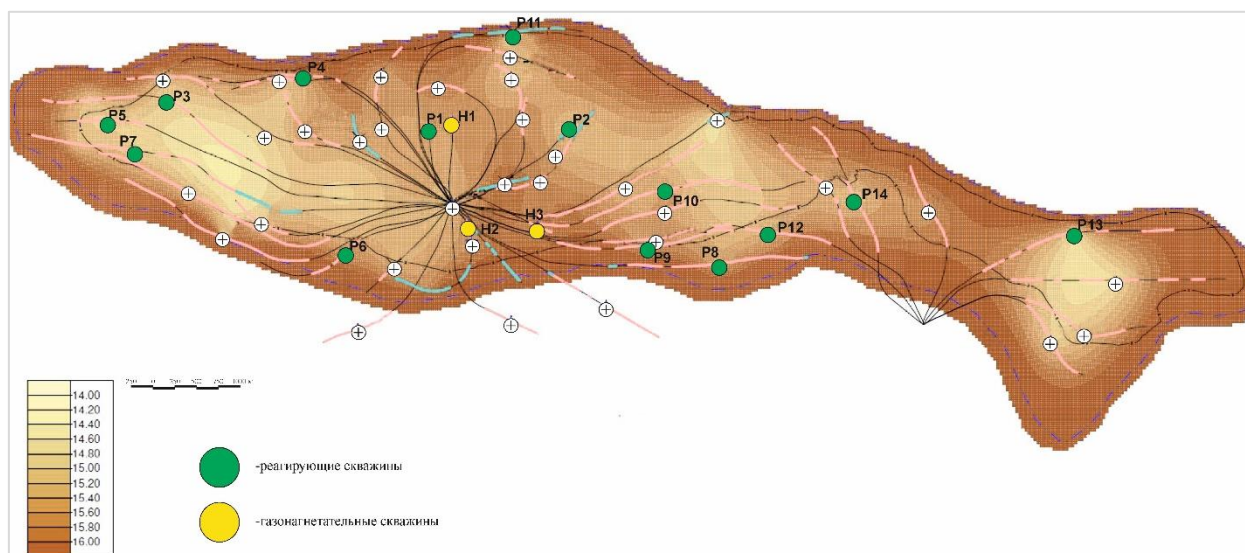 P11
P4
P3
P5
P1
H1
P2
P7
P10
P14
H3
H2
P12
P13
P6
P9
P8
14.00
14.20
14.40
14.60
14.80
15.00
15.20
15.40
15.60
15.80
16.00
-реагирующие скважины
-газонагнетательные скважины